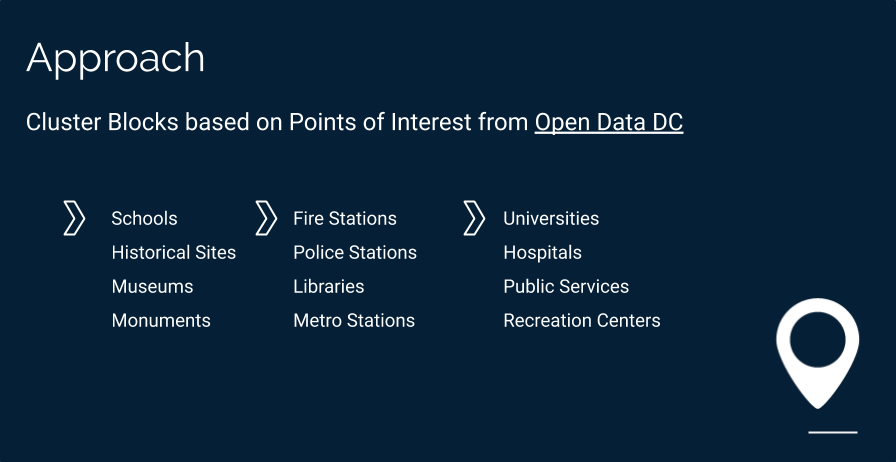 Approach
Cluster Blocks based on Points of Interest from Open Data DC
Schools
Historical Sites
Museums
Monuments
Fire Stations
Police Stations
Libraries
Metro Stations
Universities
Hospitals
Public Services
Recreation Centers